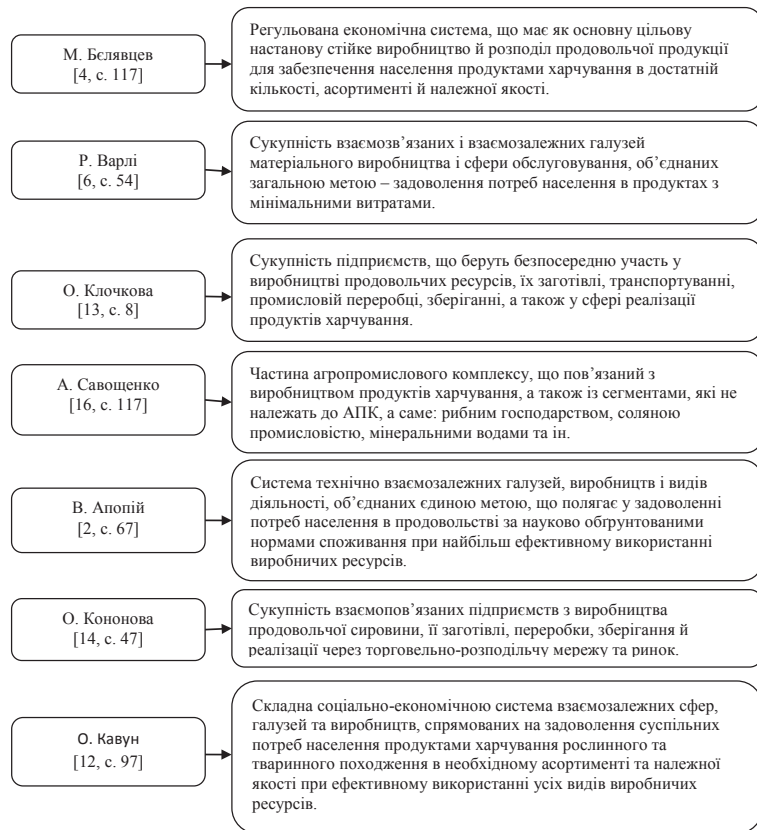 М. Бєлявцев
[4, с. 117]
Регульована економічна система, що має як основну цільову
настанову стійке виробництво й розподіл продовольчої продукції
для забезпечення населення продуктами харчування в достатній
кількості, асортименті й належної якості.
Р. Варлі
[6, с. 54]
Сукупність взаємозв’язаних і взаємозалежних галузей
матеріального виробництва і сфери обслуговування, об’єднаних
загальною метою – задоволення потреб населення в продуктах з
мінімальними витратами.
О. Клочкова
[13, с. 8]
Сукупність підприємств, що беруть безпосередню участь у
виробництві продовольчих ресурсів, їх заготівлі, транспортуванні,
промисловій переробці, зберіганні, а також у сфері реалізації
продуктів харчування.
А. Савощенко
[16, с. 117]
Частина агропромислового комплексу, що пов’язаний з
виробництвом продуктів харчування, а також із сегментами, які не
належать до АПК, а саме: рибним господарством, соляною
промисловістю, мінеральними водами та ін.
В. Апопій
[2, с. 67]
Система технічно взаємозалежних галузей, виробництв і видів
діяльності, об’єднаних єдиною метою, що полягає у задоволенні
потреб населення в продовольстві за науково обґрунтованими
нормами споживання при найбільш ефективному використанні
виробничих ресурсів.
О. Кононова
[14, с. 47]
Сукупність взаємопов’язаних підприємств з виробництва
продовольчої сировини, її заготівлі, переробки, зберігання й
реалізації через торговельно-розподільчу мережу та ринок.
О. Кавун
[12, с. 97]
Складна соціально-економічною система взаємозалежних сфер,
галузей та виробництв, спрямованих на задоволення суспільних
потреб населення продуктами харчування рослинного та
тваринного походження в необхідному асортименті та належної
якості при ефективному використанні усіх видів виробничих
ресурсів.